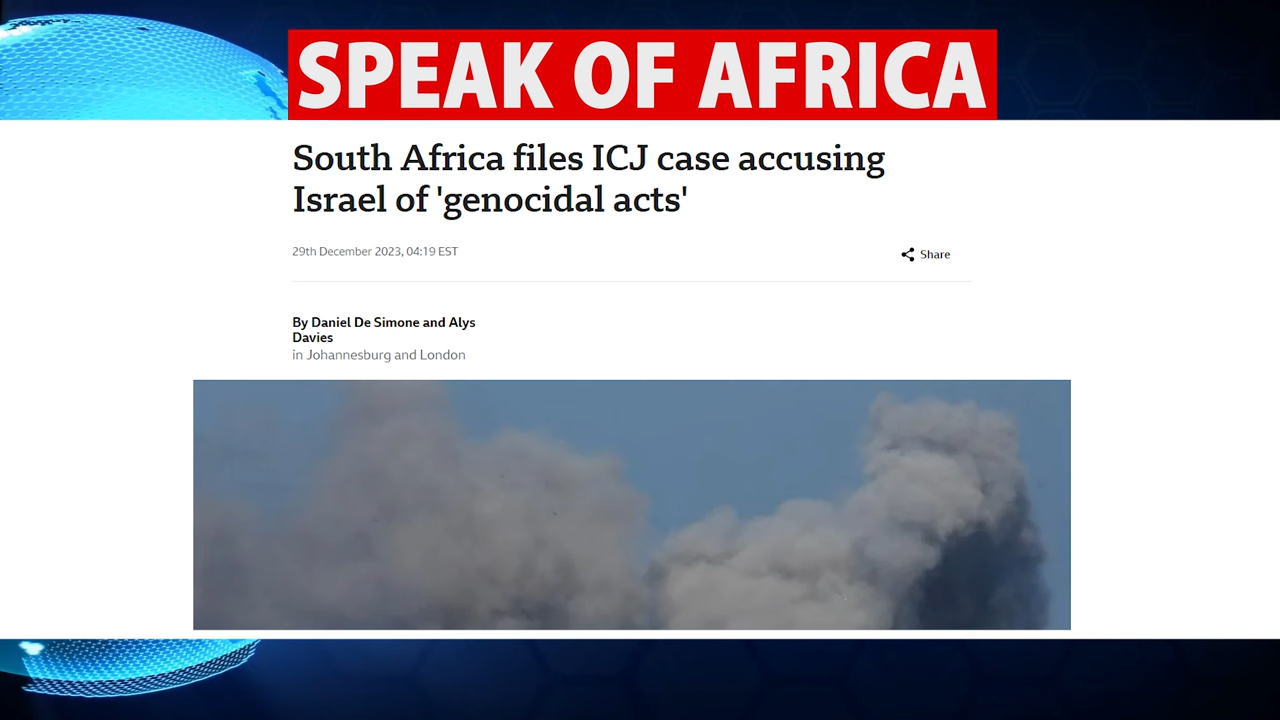 SPEAK OF AFRICA
South Africa files ICJ case accusing
Israel of 'genocidal acts'
29th December 2023, 04:19 EST
Share
By Daniel De Simone and Alys
Davies
in Johannesburg and London